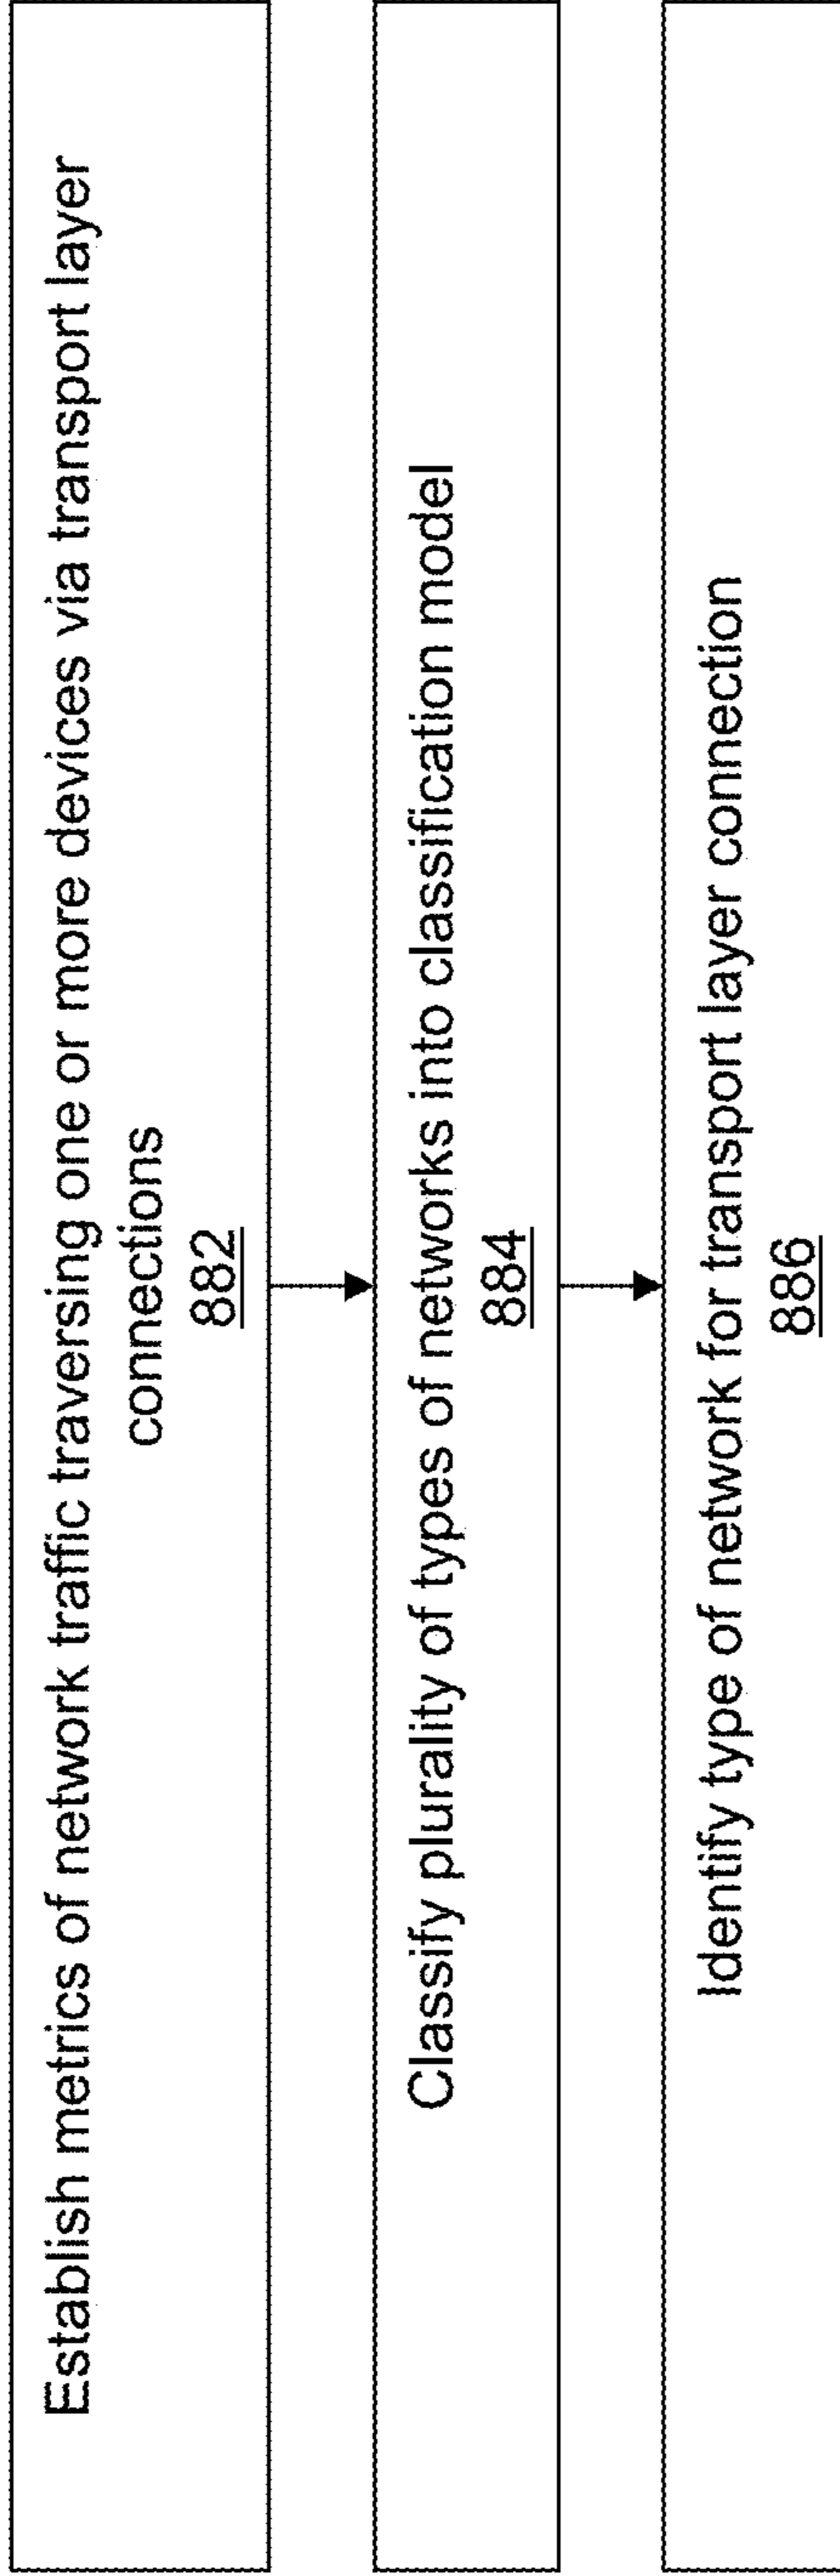 Establish metrics of network traffic traversing one or more devices via transport layer
connections
882
Classify plurality of types of networks into classification model
884
Identify type of network for transport layer connection
886